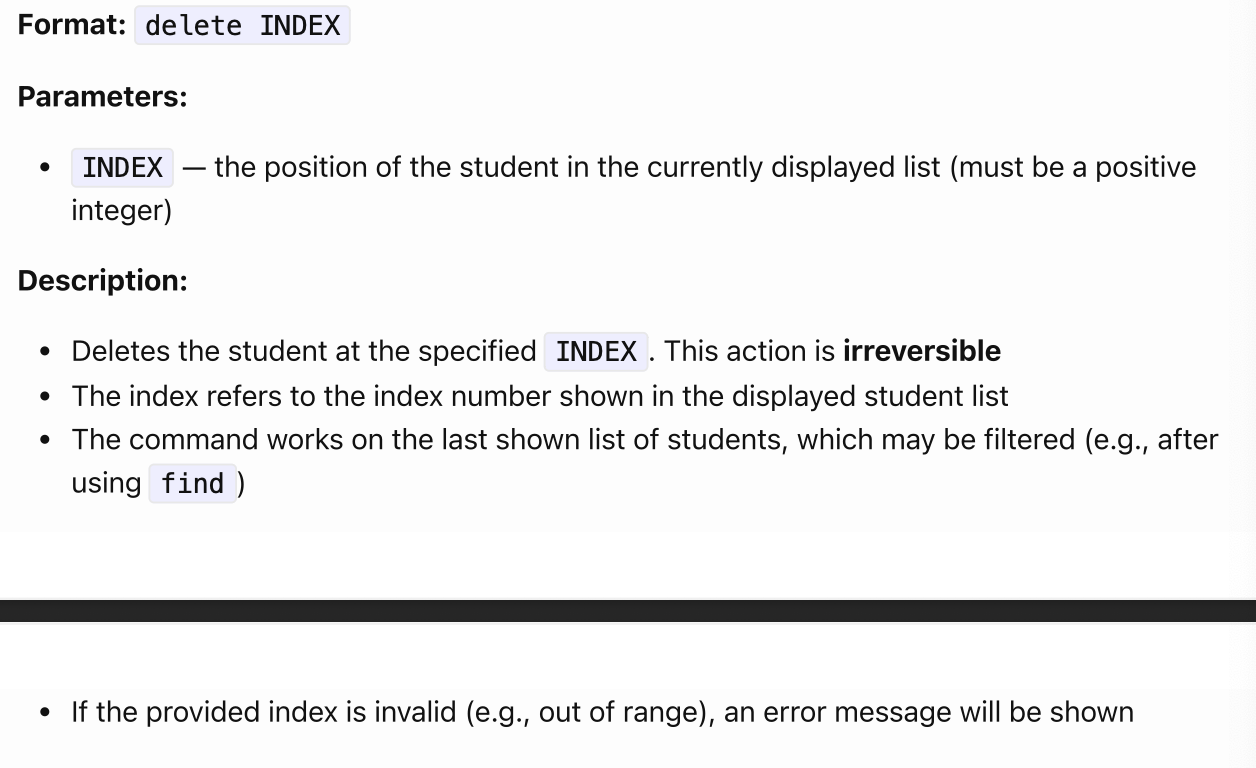 Format: delete INDEX
Parameters:
• INDEX — the position of the student in the currently displayed list (must be a positive
integer)
Description:
• Deletes the student at the specified INDEX. This action is irreversible
• The index refers to the index number shown in the displayed student list
• The command works on the last shown list of students, which may be filtered (e.g., after
using find)
• If the provided index is invalid (e.g., out of range), an error message will be shown